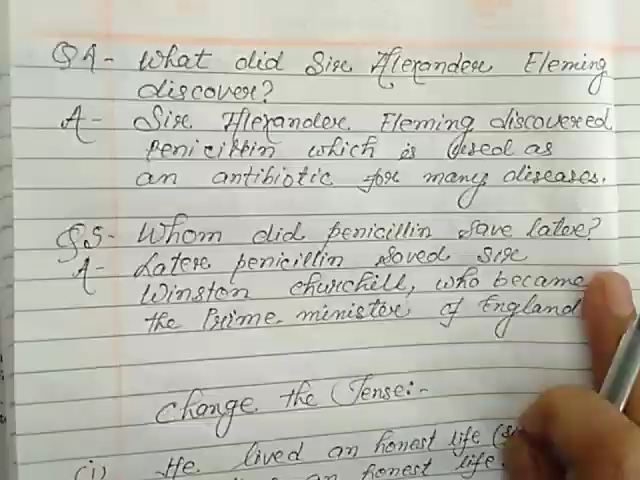 Q4- What did Sir Alexander Fleming
discover?
A- Sir Alexander Fleming discovered
penicillin which is used as
an antibiotic for many diseases.
Q5- Whom did penicillin save later?
A- Later penicillin saved Sir
Winston Churchill, who became
the Prime minister of England
Change the Tense:-
(i) He lived an honest life
an honest life.